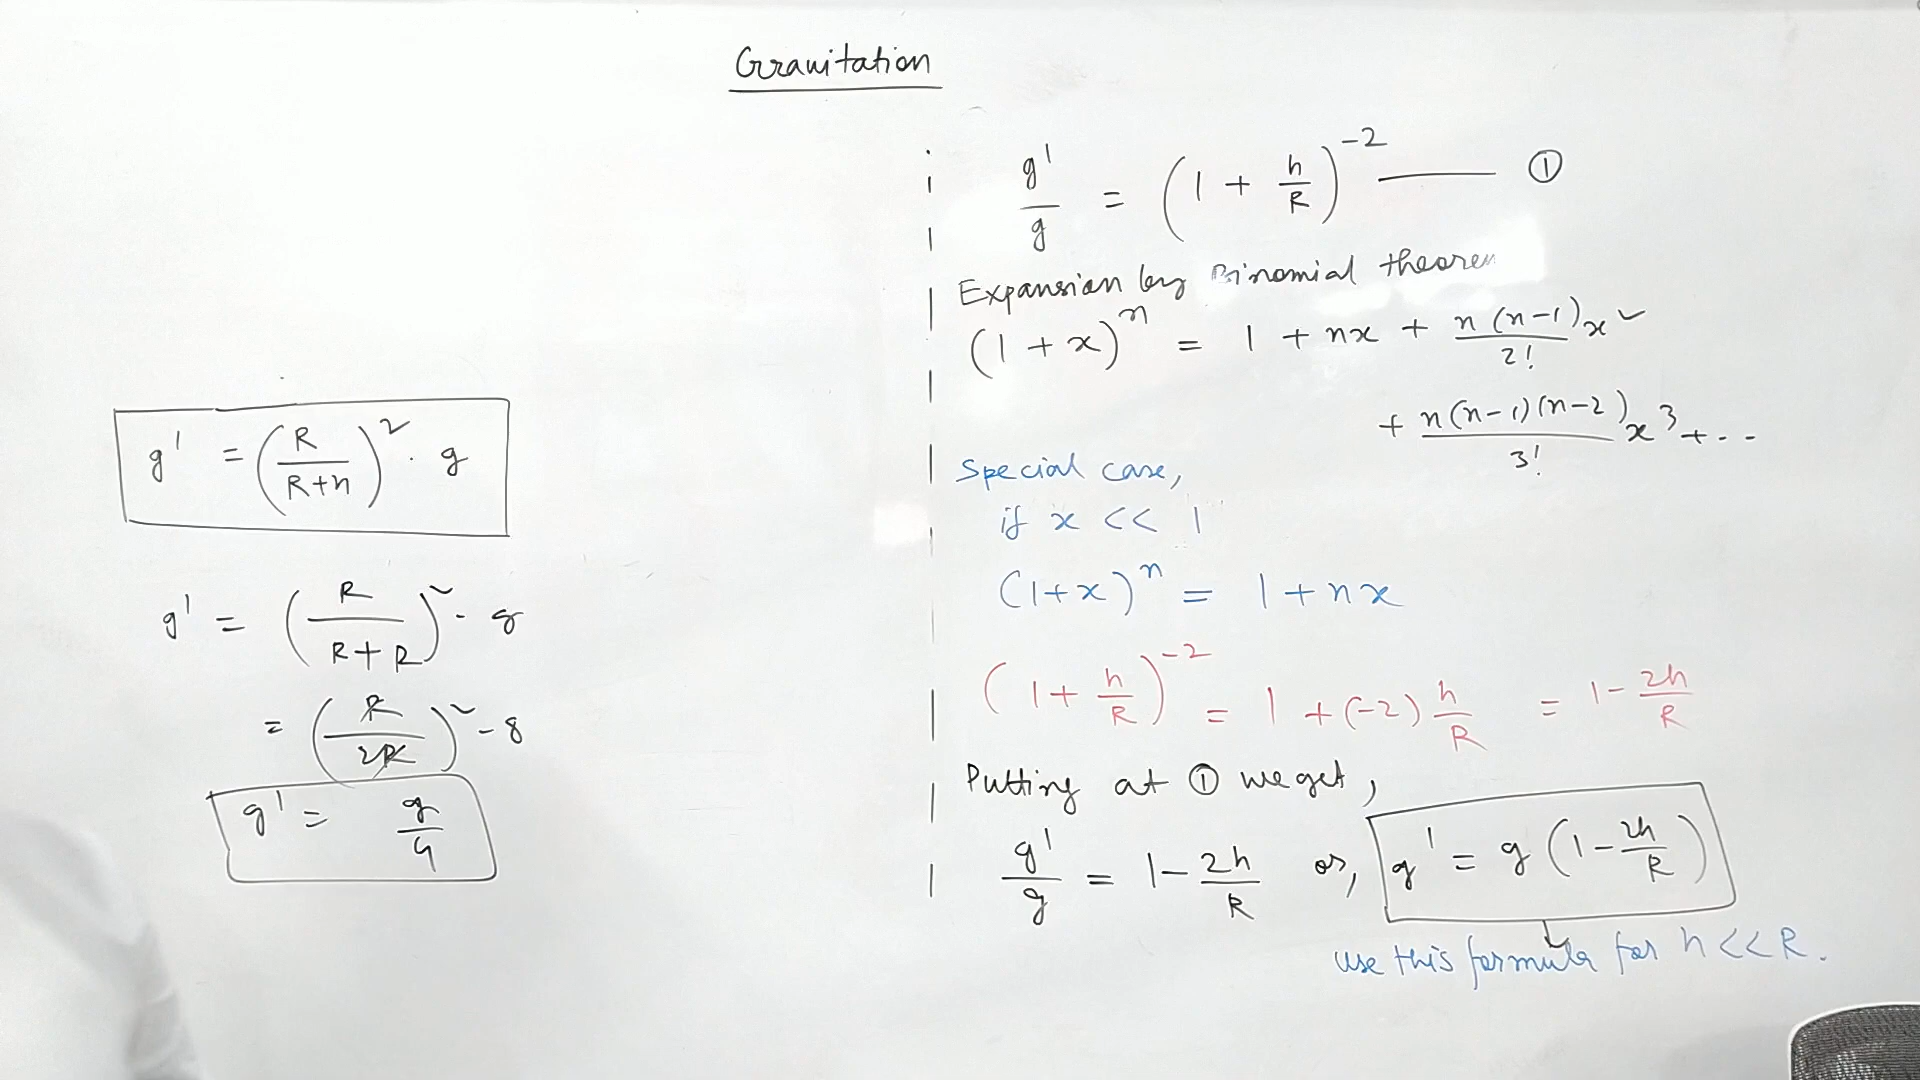 Gravitation
g' = (R/R+h)² . g
g' = (R/R+R)² - g
= (R/2R)² - g
g' = g/4
g'/g = (1 + h/R)⁻² —— ①
Expansion by Binomial theorem
(1 + x)ⁿ = 1 + nx + n(n-1)/2! x²
+ n(n-1)(n-2)/3! x³ + ...
Special case,
if x << 1
(1+x)ⁿ = 1 + nx
(1 + h/R)⁻² = 1 + (-2) h/R = 1 - 2h/R
Putting at ① we get,
g'/g = 1 - 2h/R or, g' = g (1 - 2h/R)
use this formula for h << R.